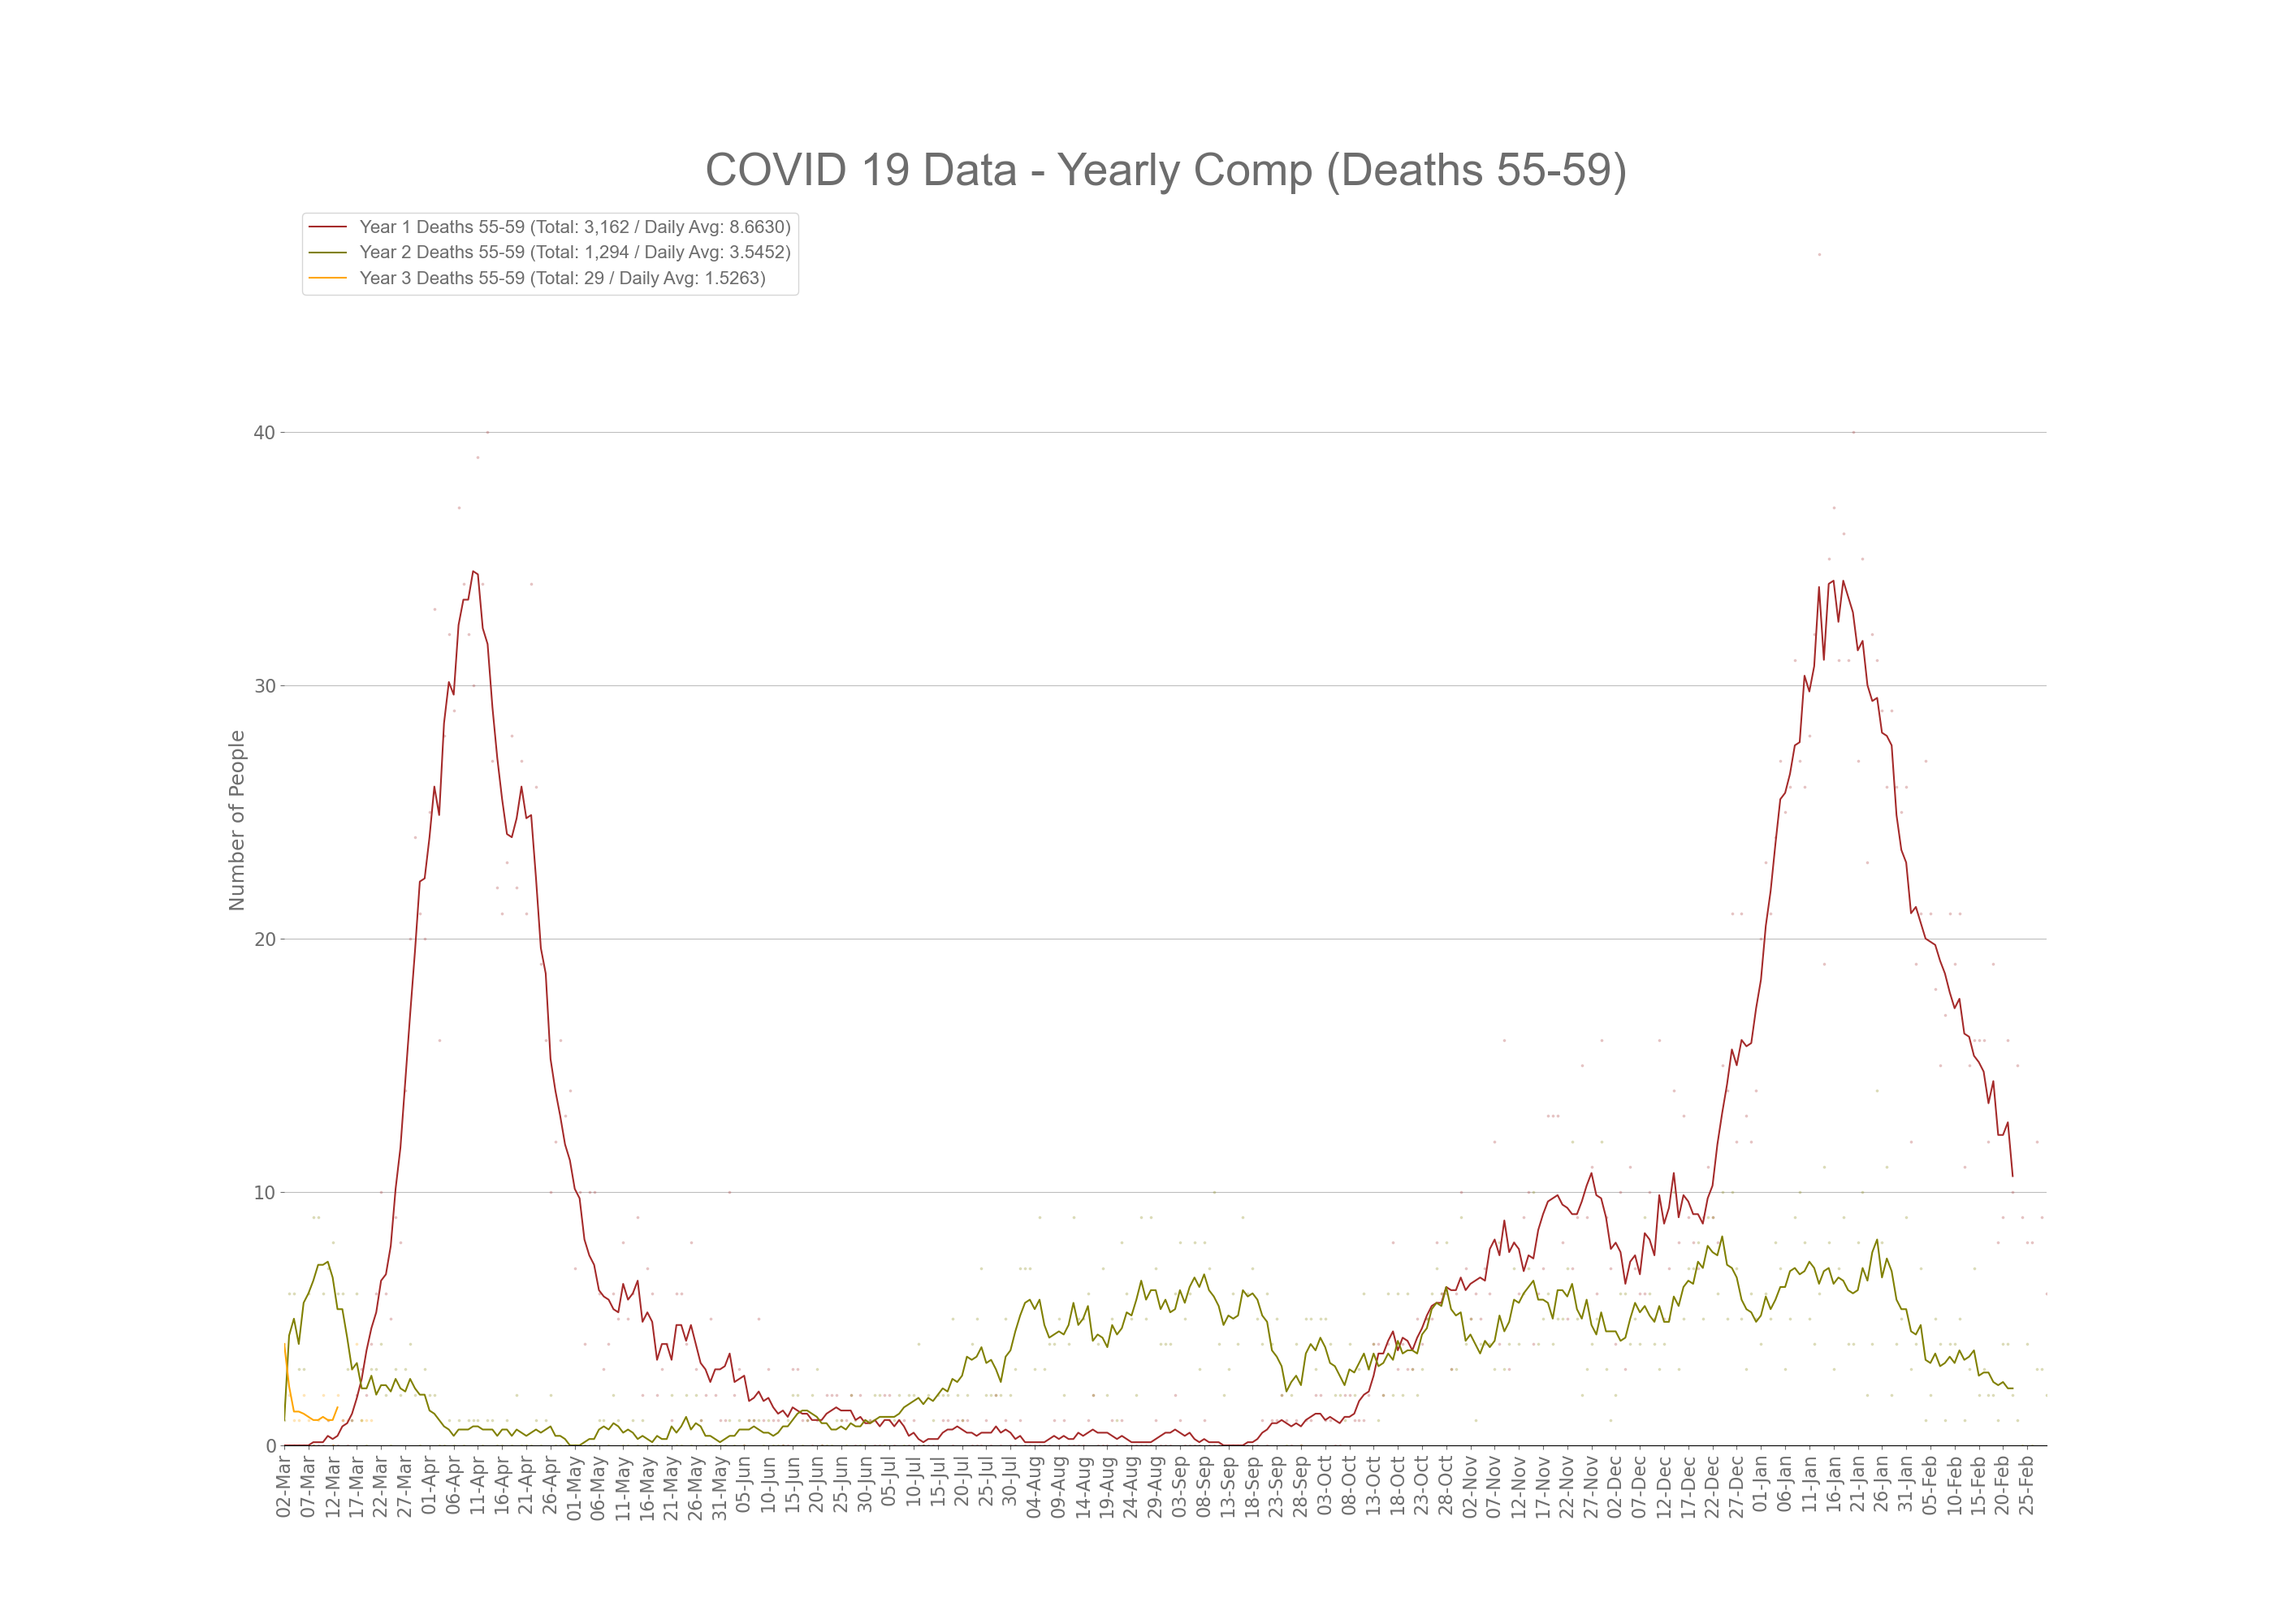 COVID 19 Data - Yearly Comp (Deaths 55-59)
Year 1 Deaths 55-59 (Total: 3,162 / Daily Avg: 8.6630)
Year 2 Deaths 55-59 (Total: 1,294 / Daily Avg: 3.5452)
Year 3 Deaths 55-59 (Total: 29 / Daily Avg: 1.5263)
Number of People
40
30
20
10
0
02-Mar
07-Mar
12-Mar
17-Mar
22-Mar
27-Mar
01-Apr
06-Apr
11-Apr
16-Apr
21-Apr
26-Apr
01-May
06-May
11-May
16-May
21-May
26-May
31-May
05-Jun
10-Jun
15-Jun
20-Jun
25-Jun
30-Jun
05-Jul
10-Jul
15-Jul
20-Jul
25-Jul
30-Jul
04-Aug
09-Aug
14-Aug
19-Aug
24-Aug
29-Aug
03-Sep
08-Sep
13-Sep
18-Sep
23-Sep
28-Sep
03-Oct
08-Oct
13-Oct
18-Oct
23-Oct
28-Oct
02-Nov
07-Nov
12-Nov
17-Nov
22-Nov
27-Nov
02-Dec
07-Dec
12-Dec
17-Dec
22-Dec
27-Dec
01-Jan
06-Jan
11-Jan
16-Jan
21-Jan
26-Jan
31-Jan
05-Feb
10-Feb
15-Feb
20-Feb
25-Feb